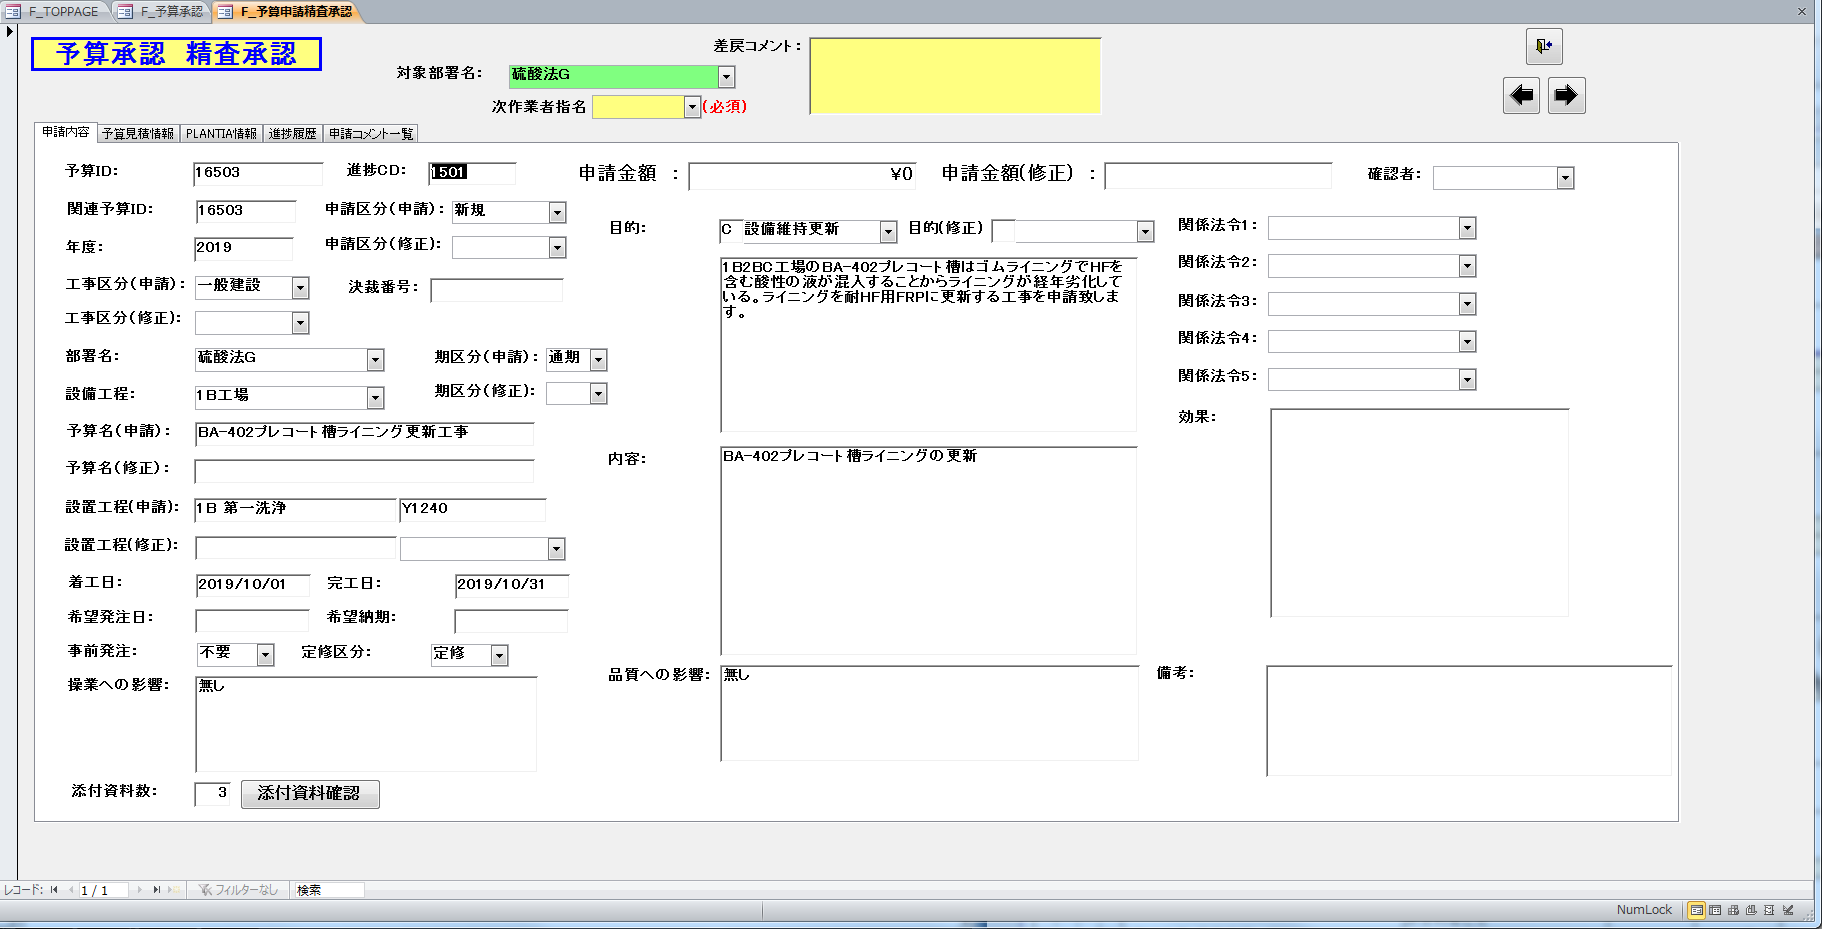 F_TOPPAGE
F_予算承認
F_予算申請精査承認
予算承認 精査承認
対象部署名:
硫酸法G
次作業者指名
(必須)
差戻コメント:
申請内容
予算見積情報
PLANTIA情報
進捗履歴
申請コメント一覧
予算ID:
16503
進捗CD:
1501
申請金額 :
¥0
申請金額(修正) :
確認者:
関連予算ID:
16503
申請区分(申請):
新規
年度:
2019
申請区分(修正):
目的:
C 設備維持更新
目的(修正)
関係法令1:
関係法令2:
関係法令3:
関係法令4:
関係法令5:
工事区分(申請):
一般建設
決裁番号:
工事区分(修正):
1B2BC工場のBA-402プレコート槽はゴムライニングでHFを
含む酸性の液が混入することからライニングが経年劣化して
いる。ライニングを耐HF用FRPに更新する工事を申請致しま
す。
部署名:
硫酸法G
期区分(申請):
通期
設備工程:
1B工場
期区分(修正):
効果:
予算名(申請):
BA-402プレコート槽ライニング更新工事
予算名(修正):
内容:
BA-402プレコート槽ライニングの更新
設置工程(申請):
1B 第一洗浄
Y1240
設置工程(修正):
着工日:
2019/10/01
完工日:
2019/10/31
希望発注日:
希望納期:
事前発注:
不要
定修区分:
定修
操業への影響:
無し
品質への影響:
無し
備考:
添付資料数:
3
添付資料確認
レコード:
1 / 1
フィルターなし
検索
NumLock